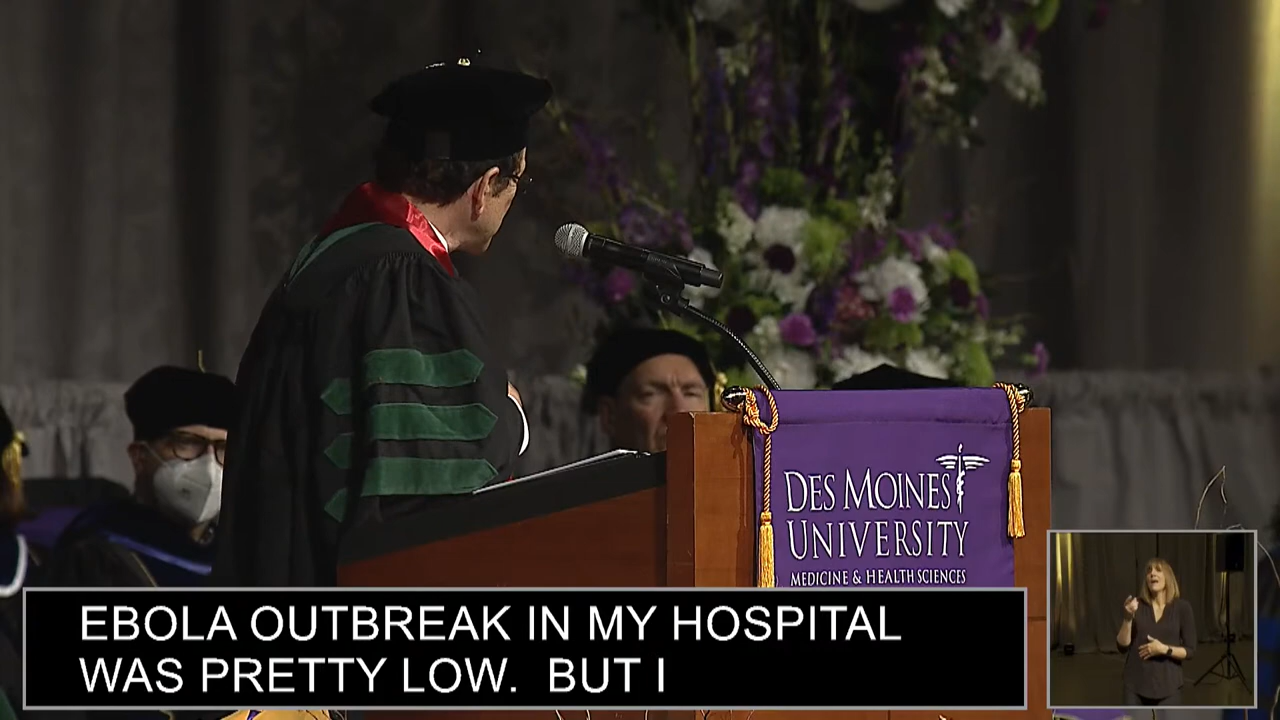 DES MOINES
UNIVERSITY
MEDICINE & HEALTH SCIENCES
EBOLA OUTBREAK IN MY HOSPITAL
WAS PRETTY LOW.  BUT I